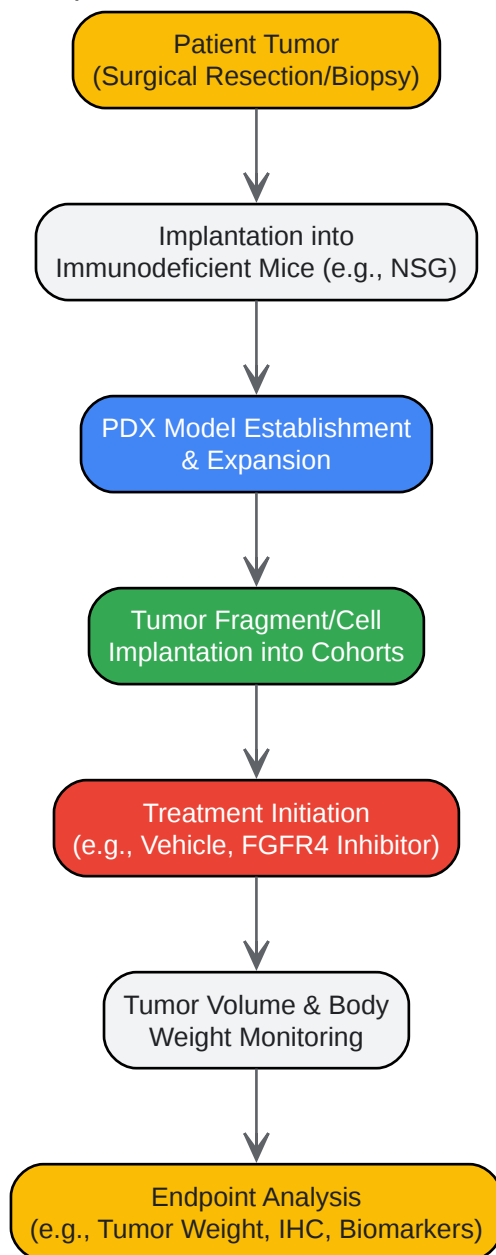 Patient Tumor
(Surgical Resection/Biopsy)
Implantation into
Immunodeficient Mice (e.g., NSG)
PDX Model Establishment
& Expansion
Tumor Fragment/Cell
Implantation into Cohorts
Treatment Initiation
(e.g., Vehicle, FGFR4 Inhibitor)
Tumor Volume & Body
Weight Monitoring
Endpoint Analysis
(e.g., Tumor Weight, IHC, Biomarkers)